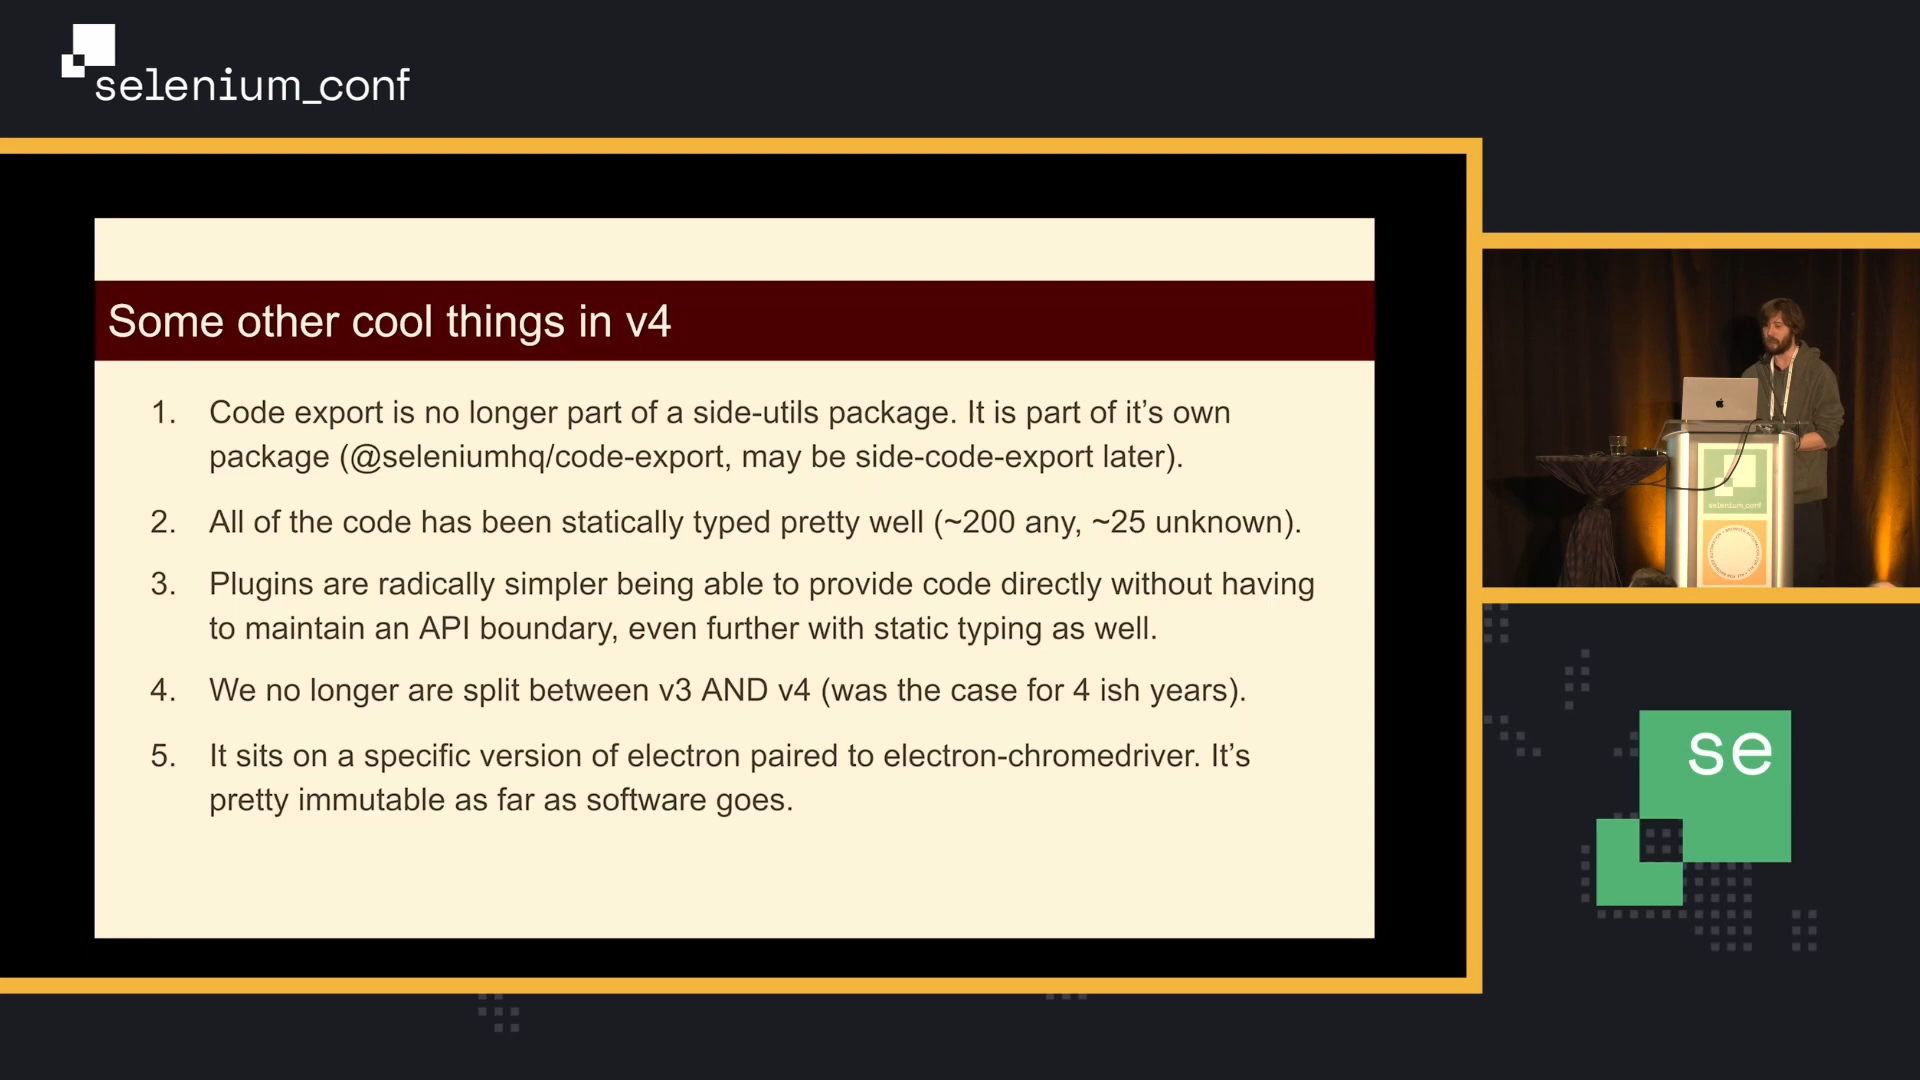 selenium_conf
Some other cool things in v4
1. Code export is no longer part of a side-utils package. It is part of it's own
package (@seleniumhq/code-export, may be side-code-export later).
2. All of the code has been statically typed pretty well (~200 any, ~25 unknown).
3. Plugins are radically simpler being able to provide code directly without having
to maintain an API boundary, even further with static typing as well.
4. We no longer are split between v3 AND v4 (was the case for 4 ish years).
5. It sits on a specific version of electron paired to electron-chromedriver. It's
pretty immutable as far as software goes.
selenium_conf
se